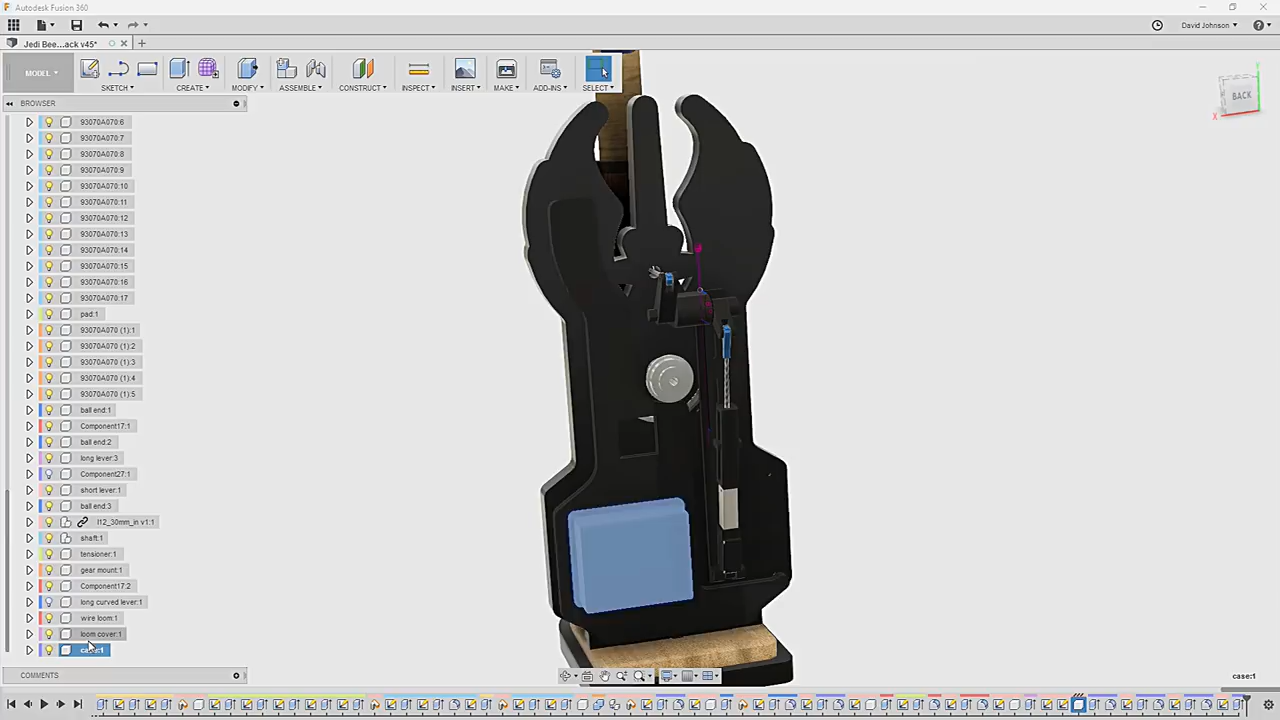 Autodesk Fusion 360
David Johnson
Jedi Bee...ack v45*
MODEL
SKETCH
CREATE
MODIFY
ASSEMBLE
CONSTRUCT
INSPECT
INSERT
MAKE
ADD-INS
SELECT
BACK
X
BROWSER
93070A070:6
93070A070:7
93070A070:8
93070A070:9
93070A070:10
93070A070:11
93070A070:12
93070A070:13
93070A070:14
93070A070:15
93070A070:16
93070A070:17
pad:1
93070A070 (1):1
93070A070 (1):2
93070A070 (1):3
93070A070 (1):4
93070A070 (1):5
ball end:1
Component17:1
ball end:2
long lever:3
Component27:1
short lever:1
ball end:3
l12_30mm_in v1:1
shaft:1
tensioner:1
gear mount:1
Component17:2
long curved lever:1
wire loom:1
loom cover:1
case:1
COMMENTS
case:1